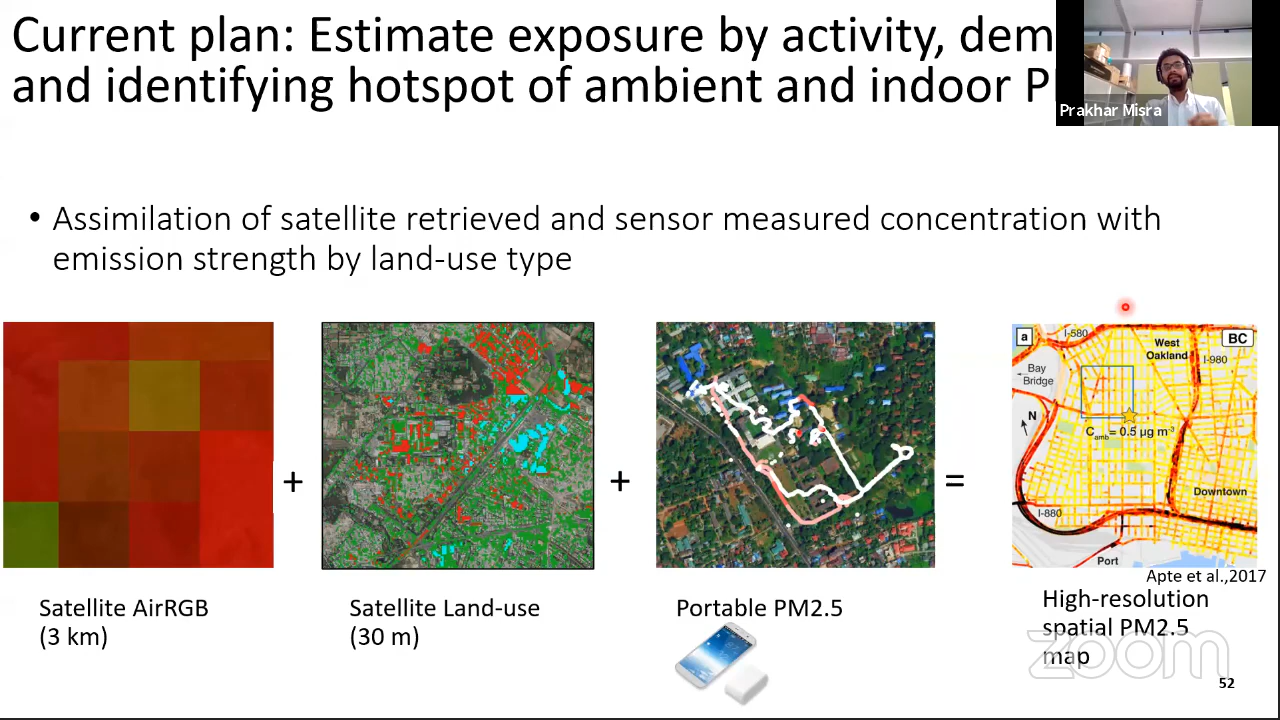 Current plan: Estimate exposure by activity, dem
and identifying hotspot of ambient and indoor P
Prakhar Misra
• Assimilation of satellite retrieved and sensor measured concentration with
emission strength by land-use type
+
+
=
a
BC
I-580
West
Oakland
I-980
Bay
Bridge
N
Camb = 0.5 µg m-3
Downtown
I-880
Port
Apte et al.,2017
Satellite AirRGB
(3 km)
Satellite Land-use
(30 m)
Portable PM2.5
High-resolution
spatial PM2.5
map
zoom
52